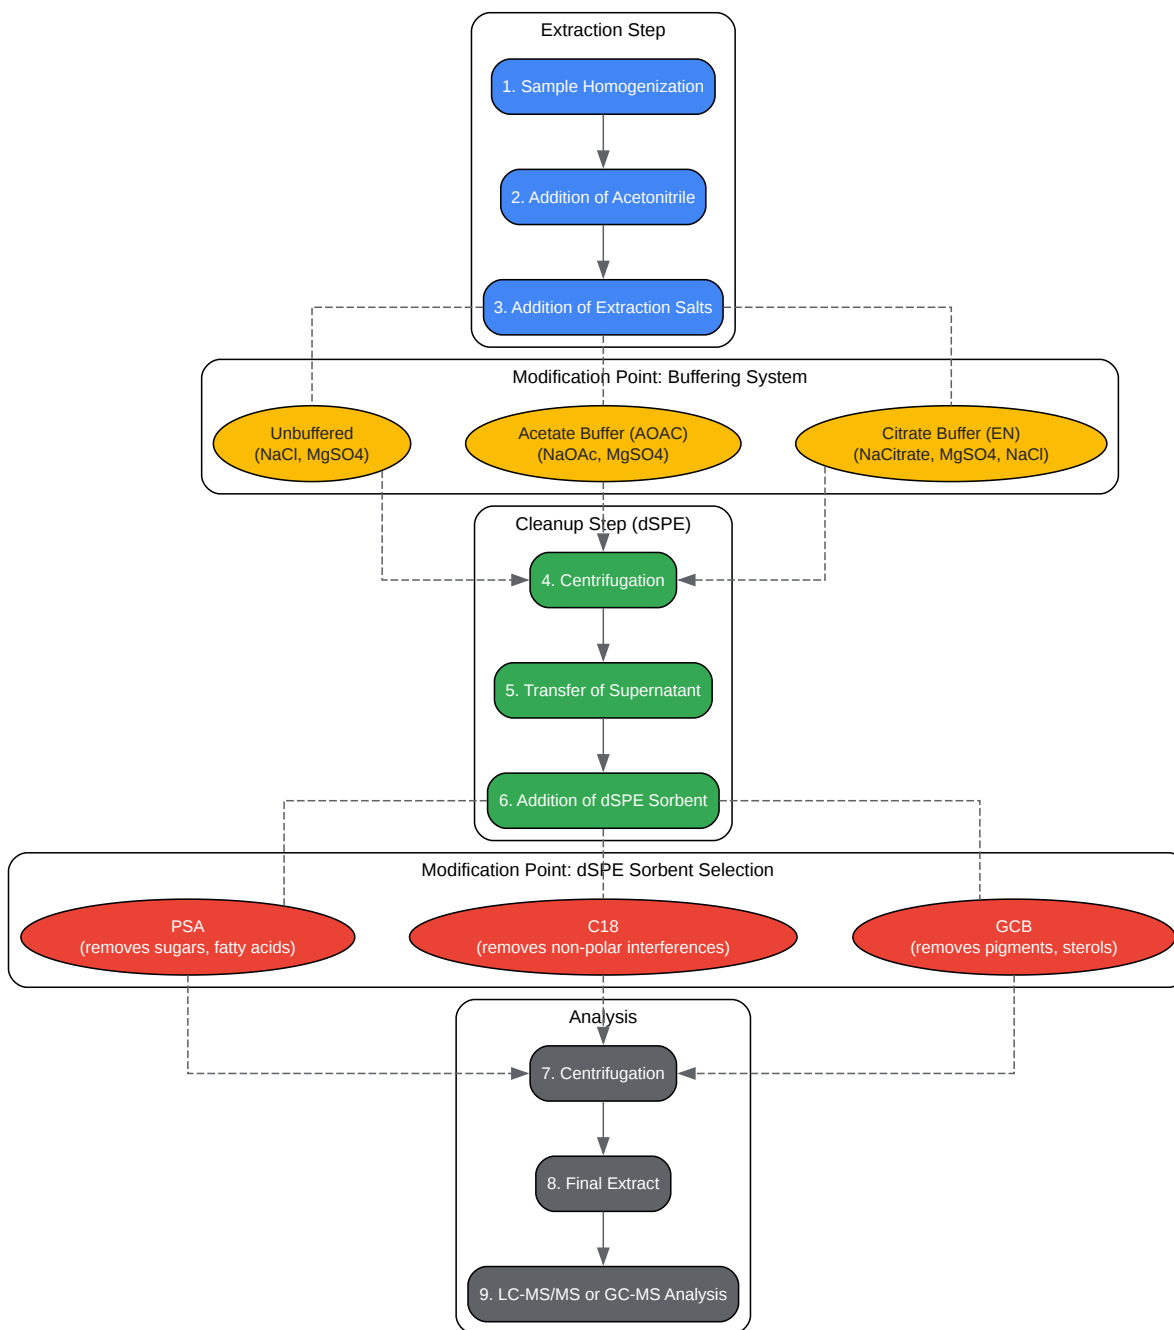 Extraction Step
1. Sample Homogenization
2. Addition of Acetonitrile
3. Addition of Extraction Salts
Modification Point: Buffering System
Unbuffered
(NaCl, MgSO4)
Acetate Buffer (AOAC)
(NaOAc, MgSO4)
Citrate Buffer (EN)
(NaCitrate, MgSO4, NaCl)
Cleanup Step (dSPE)
4. Centrifugation
5. Transfer of Supernatant
6. Addition of dSPE Sorbent
Modification Point: dSPE Sorbent Selection
PSA
(removes sugars, fatty acids)
C18
(removes non-polar interferences)
GCB
(removes pigments, sterols)
Analysis
7. Centrifugation
8. Final Extract
9. LC-MS/MS or GC-MS Analysis